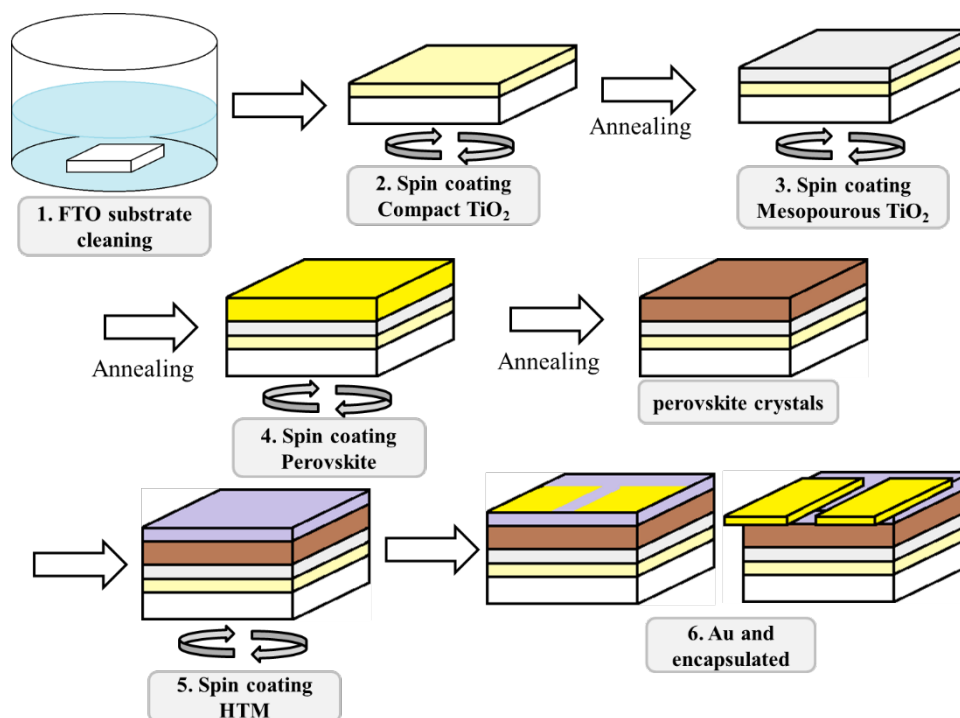 1. FTO substrate
cleaning
2. Spin coating
Compact TiO₂
Annealing
3. Spin coating
Mesopourous TiO₂
Annealing
4. Spin coating
Perovskite
Annealing
perovskite crystals
5. Spin coating
HTM
6. Au and
encapsulated